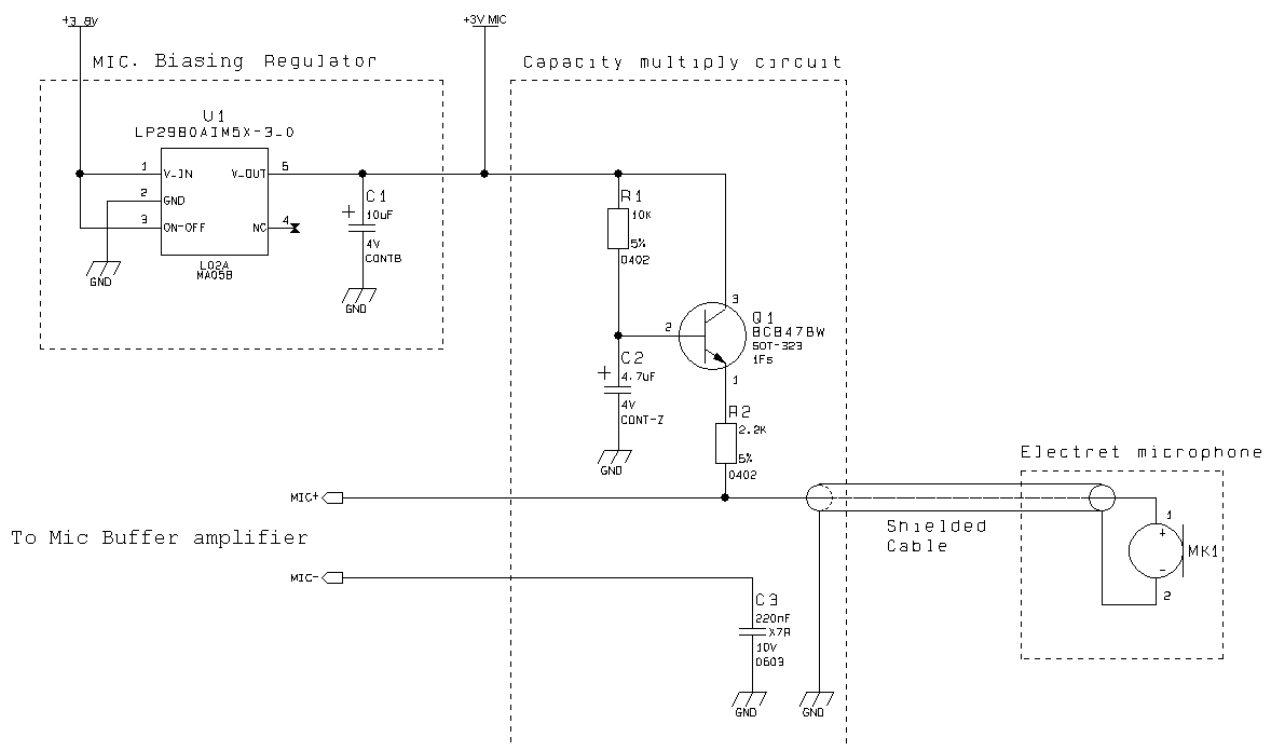 +3.8V
+3V MIC
MIC. Biasing Regulator
Capacity multiply circuit
U1
LP2980AIM5X-3.0
1
V_IN
V_OUT
5
2
GND
3
ON-OFF
NC
4
L02A
MA05B
GND
C1
+
10uF
4V
CONTB
GND
R1
10K
5%
0402
3
2
Q1
BC847BW
SOT-323
1Fs
1
C2
+
4.7uF
4V
CONT-Z
GND
R2
2.2K
5%
0402
Electret microphone
MIC+
Shielded
Cable
1
+
MK1
-
2
To Mic Buffer amplifier
MIC-
C3
220nF
X7R
10V
0603
GND
GND